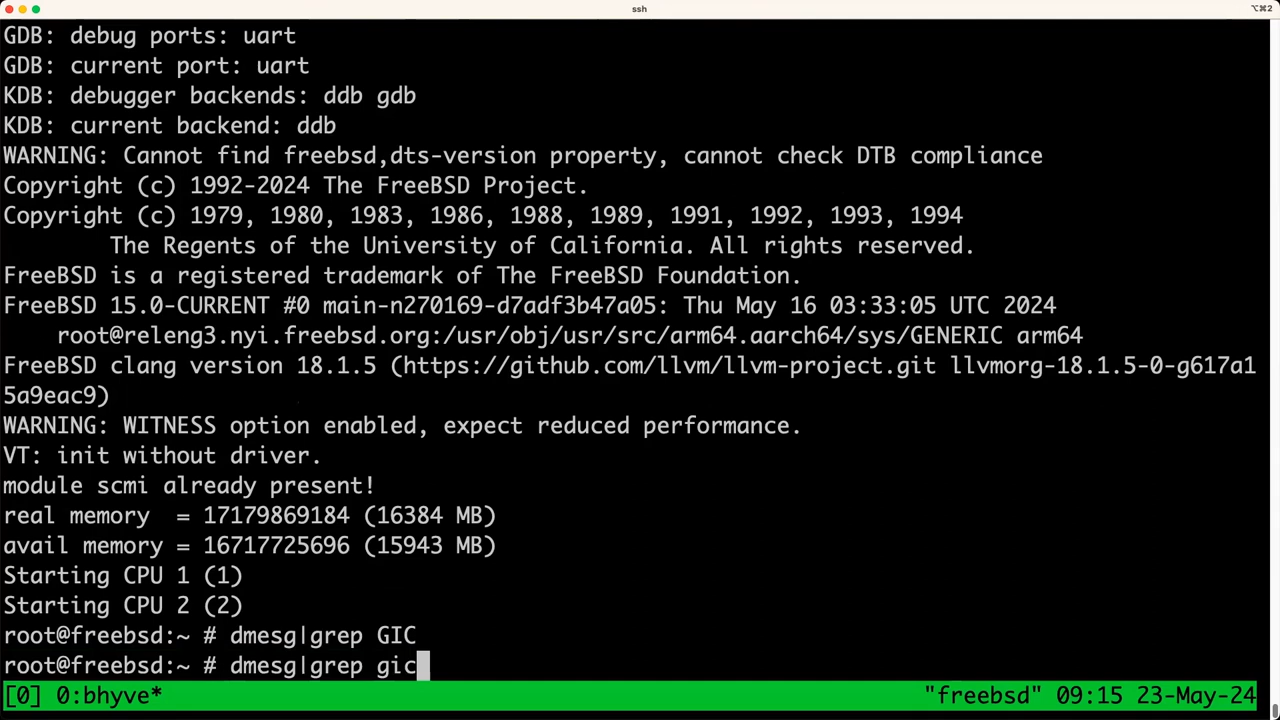 ssh
⌥⌘2
GDB: debug ports: uart
GDB: current port: uart
KDB: debugger backends: ddb gdb
KDB: current backend: ddb
WARNING: Cannot find freebsd,dts-version property, cannot check DTB compliance
Copyright (c) 1992-2024 The FreeBSD Project.
Copyright (c) 1979, 1980, 1983, 1986, 1988, 1989, 1991, 1992, 1993, 1994
        The Regents of the University of California. All rights reserved.
FreeBSD is a registered trademark of The FreeBSD Foundation.
FreeBSD 15.0-CURRENT #0 main-n270169-d7adf3b47a05: Thu May 16 03:33:05 UTC 2024
    root@releng3.nyi.freebsd.org:/usr/obj/usr/src/arm64.aarch64/sys/GENERIC arm64
FreeBSD clang version 18.1.5 (https://github.com/llvm/llvm-project.git llvmorg-18.1.5-0-g617a1
5a9eac9)
WARNING: WITNESS option enabled, expect reduced performance.
VT: init without driver.
module scmi already present!
real memory  = 17179869184 (16384 MB)
avail memory = 16717725696 (15943 MB)
Starting CPU 1 (1)
Starting CPU 2 (2)
root@freebsd:~ # dmesg|grep GIC
root@freebsd:~ # dmesg|grep gic
[0] 0:bhyve* "freebsd" 09:15 23-May-24